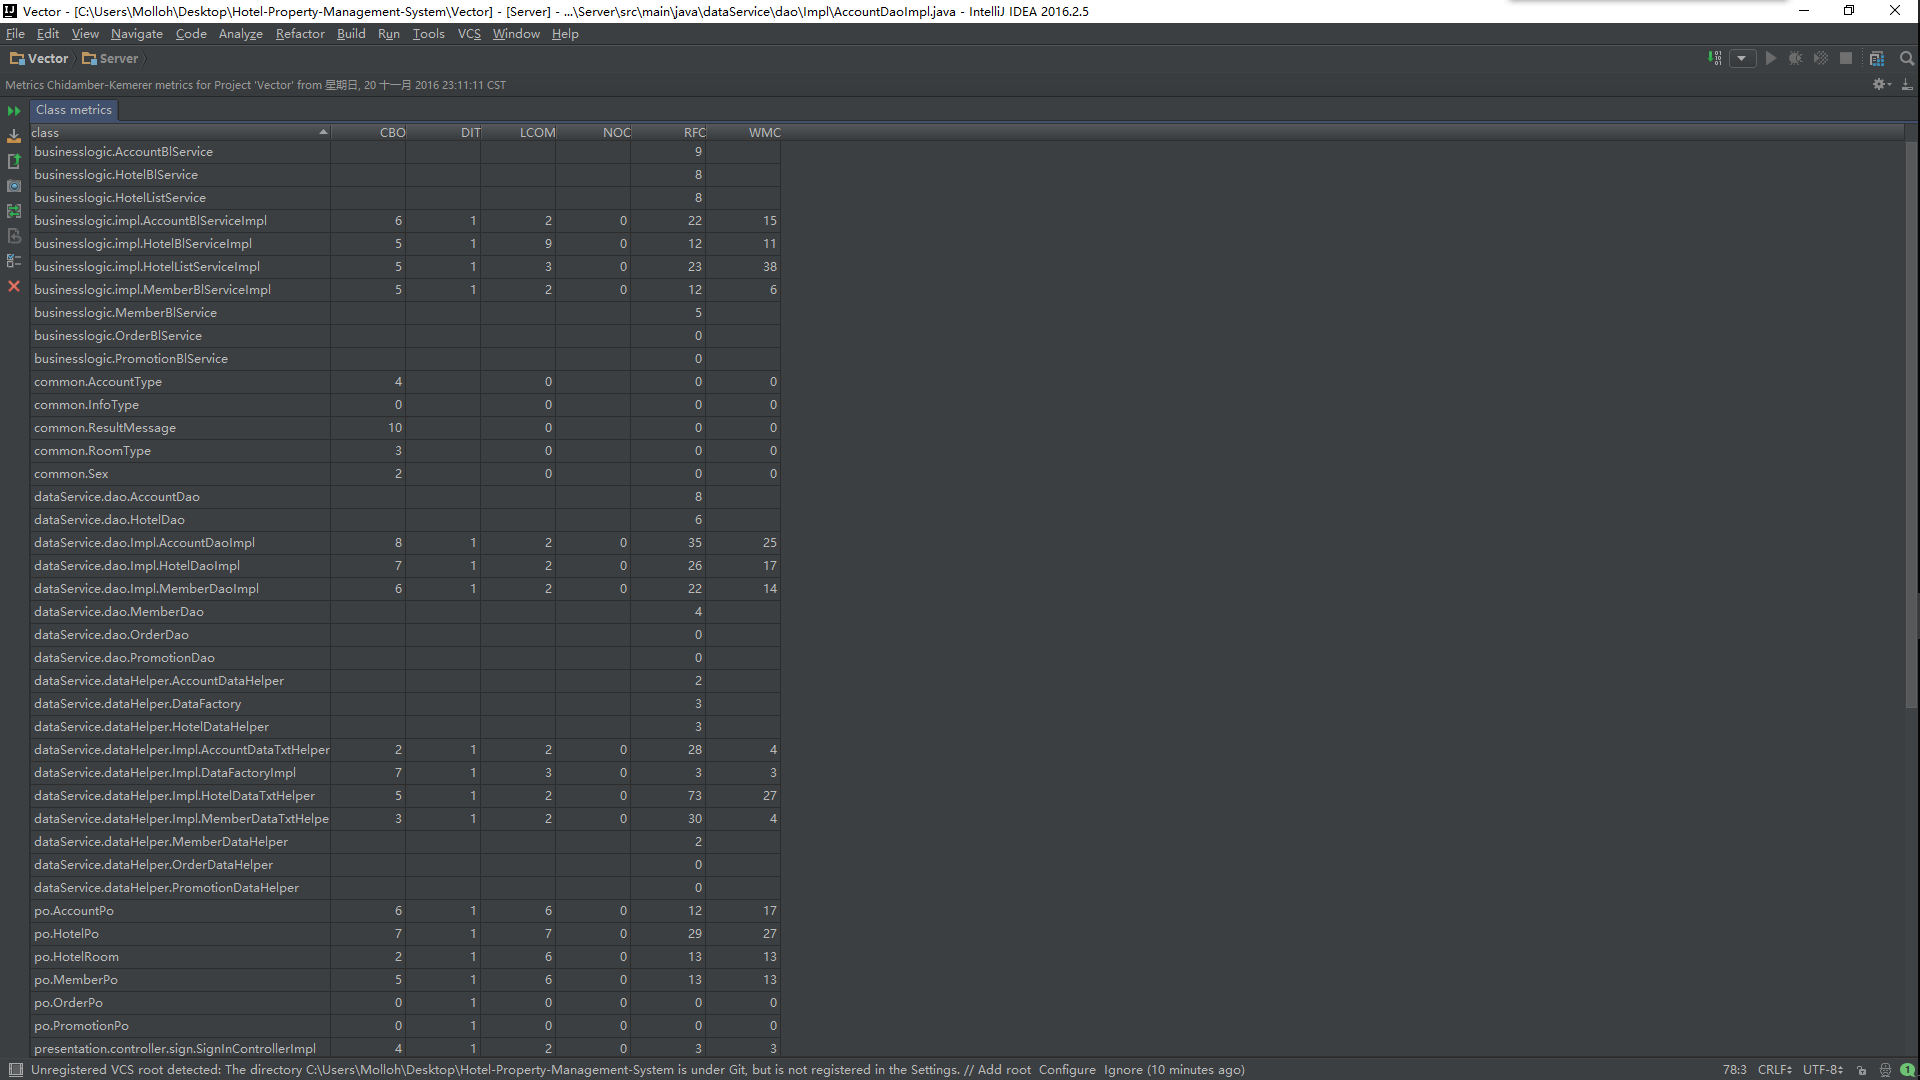 Vector - [C:\Users\Molloh\Desktop\Hotel-Property-Management-System\Vector] - [Server] - ...\Server\src\main\java\dataService\dao\Impl\AccountDaoImpl.java - IntelliJ IDEA 2016.2.5
File Edit View Navigate Code Analyze Refactor Build Run Tools VCS Window Help
Vector Server
Metrics Chidamber-Kemerer metrics for Project 'Vector' from 星期日, 20 十一月 2016 23:11:11 CST
Class metrics
class CBO DIT LCOM NOC RFC WMC
businesslogic.AccountBlService 9
businesslogic.HotelBlService 8
businesslogic.HotelListService 8
businesslogic.impl.AccountBlServiceImpl 6 1 2 0 22 15
businesslogic.impl.HotelBlServiceImpl 5 1 9 0 12 11
businesslogic.impl.HotelListServiceImpl 5 1 3 0 23 38
businesslogic.impl.MemberBlServiceImpl 5 1 2 0 12 6
businesslogic.MemberBlService 5
businesslogic.OrderBlService 0
businesslogic.PromotionBlService 0
common.AccountType 4 0 0 0
common.InfoType 0 0 0 0
common.ResultMessage 10 0 0 0
common.RoomType 3 0 0 0
common.Sex 2 0 0 0
dataService.dao.AccountDao 8
dataService.dao.HotelDao 6
dataService.dao.Impl.AccountDaoImpl 8 1 2 0 35 25
dataService.dao.Impl.HotelDaoImpl 7 1 2 0 26 17
dataService.dao.Impl.MemberDaoImpl 6 1 2 0 22 14
dataService.dao.MemberDao 4
dataService.dao.OrderDao 0
dataService.dao.PromotionDao 0
dataService.dataHelper.AccountDataHelper 2
dataService.dataHelper.DataFactory 3
dataService.dataHelper.HotelDataHelper 3
dataService.dataHelper.Impl.AccountDataTxtHelper 2 1 2 0 28 4
dataService.dataHelper.Impl.DataFactoryImpl 7 1 3 0 3 3
dataService.dataHelper.Impl.HotelDataTxtHelper 5 1 2 0 73 27
dataService.dataHelper.Impl.MemberDataTxtHelpe 3 1 2 0 30 4
dataService.dataHelper.MemberDataHelper 2
dataService.dataHelper.OrderDataHelper 0
dataService.dataHelper.PromotionDataHelper 0
po.AccountPo 6 1 6 0 12 17
po.HotelPo 7 1 7 0 29 27
po.HotelRoom 2 1 6 0 13 13
po.MemberPo 5 1 6 0 13 13
po.OrderPo 0 1 0 0 0 0
po.PromotionPo 0 1 0 0 0 0
presentation.controller.sign.SignInControllerImpl 4 1 2 0 3 3
Unregistered VCS root detected: The directory C:\Users\Molloh\Desktop\Hotel-Property-Management-System is under Git, but is not registered in the Settings. // Add root Configure Ignore (10 minutes ago) 78:3 CRLF UTF-8 1